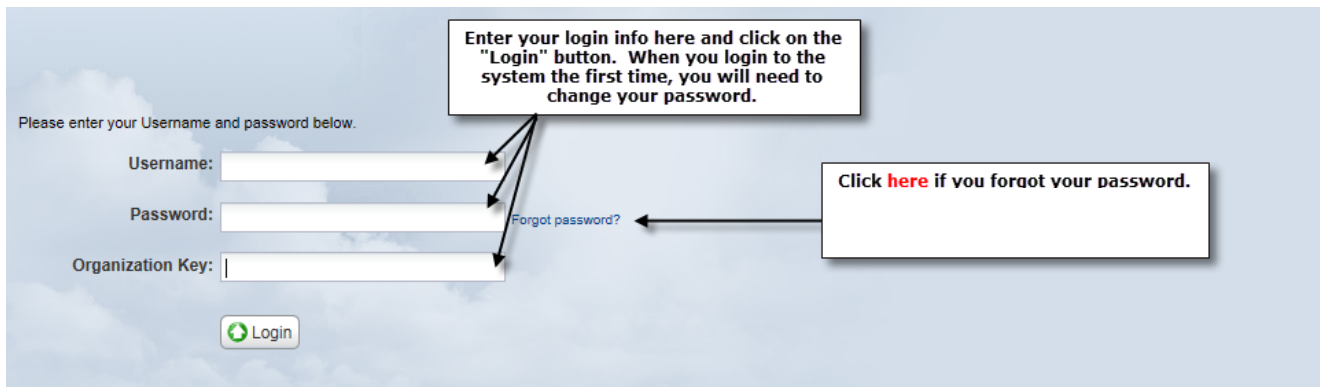 Enter your login info here and click on the
"Login" button.  When you login to the
system the first time, you will need to
change your password.
Please enter your Username and password below.
Username:
Click here if you forgot your password.
Password:
Forgot password?
Organization Key:
Login